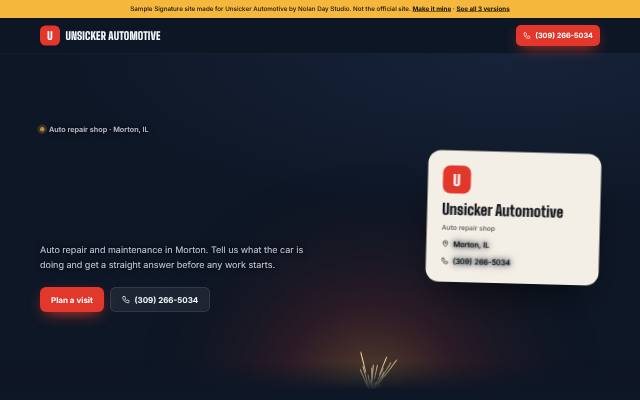 Sample Signature site made for Unsicker Automotive by Nolan Day Studio. Not the official site. Make it mine · See all 3 versions
U UNSICKER AUTOMOTIVE
(309) 266-5034
Auto repair shop · Morton, IL
Auto repair and maintenance in Morton. Tell us what the car is
doing and get a straight answer before any work starts.
Plan a visit
(309) 266-5034
U
Unsicker Automotive
Auto repair shop
Morton, IL
(309) 266-5034